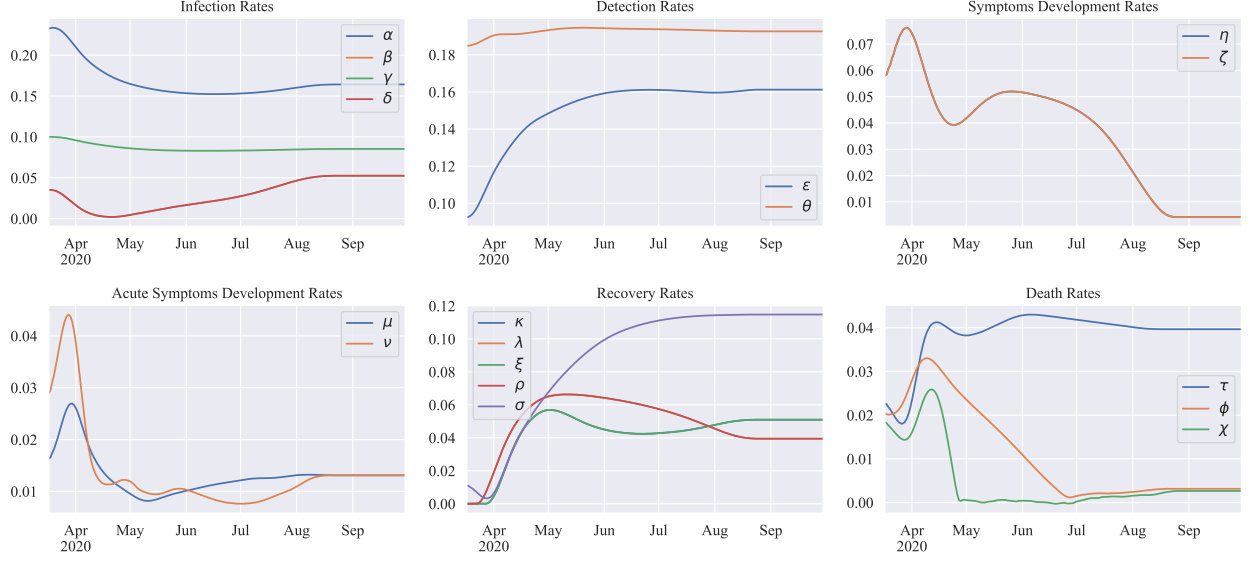 Infection Rates
0.20
0.15
0.10
0.05
0.00
α
β
γ
δ
Apr
2020
May
Jun
Jul
Aug
Sep
Detection Rates
0.18
0.16
0.14
0.12
0.10
ε
θ
Apr
2020
May
Jun
Jul
Aug
Sep
Symptoms Development Rates
0.07
0.06
0.05
0.04
0.03
0.02
0.01
η
ζ
Apr
2020
May
Jun
Jul
Aug
Sep
Acute Symptoms Development Rates
0.04
0.03
0.02
0.01
μ
ν
Apr
2020
May
Jun
Jul
Aug
Sep
Recovery Rates
0.12
0.10
0.08
0.06
0.04
0.02
0.00
κ
λ
ξ
ρ
σ
Apr
2020
May
Jun
Jul
Aug
Sep
Death Rates
0.04
0.03
0.02
0.01
0.00
τ
ϕ
χ
Apr
2020
May
Jun
Jul
Aug
Sep